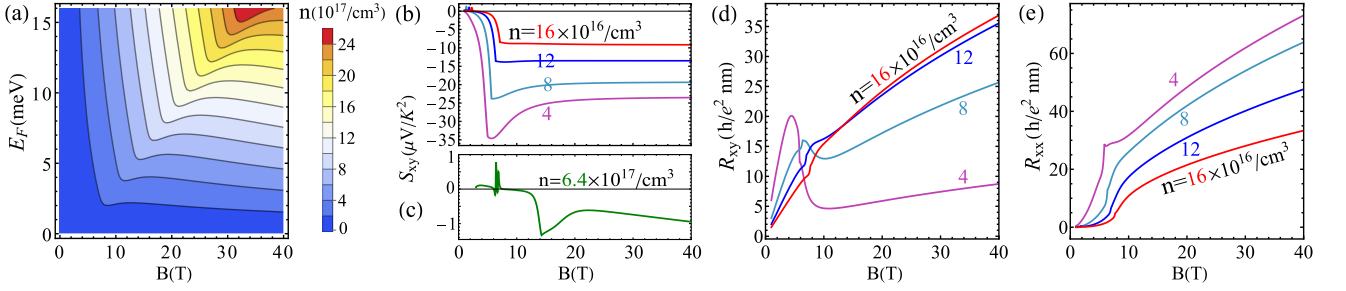 (a)
n(10^17/cm^3)
24
20
16
12
8
4
0
E_F(meV)
15
10
5
0
0 10 20 30 40
B(T)
(b)
0
−5
−10
−15
−20
−25
−30
−35
n=16×10^16/cm^3
12
8
4
S_xy(μV/K^2)
(c)
1
0
−1
n=6.4×10^17/cm^3
0 10 20 30 40
B(T)
(d)
R_xy(h/e^2 nm)
35
30
25
20
15
10
5
0
n=16×10^16/cm^3
12
8
4
0 10 20 30 40
B(T)
(e)
R_xx(h/e^2 nm)
70
60
50
40
30
20
10
0
4
8
12
n=16×10^16/cm^3
0 10 20 30 40
B(T)